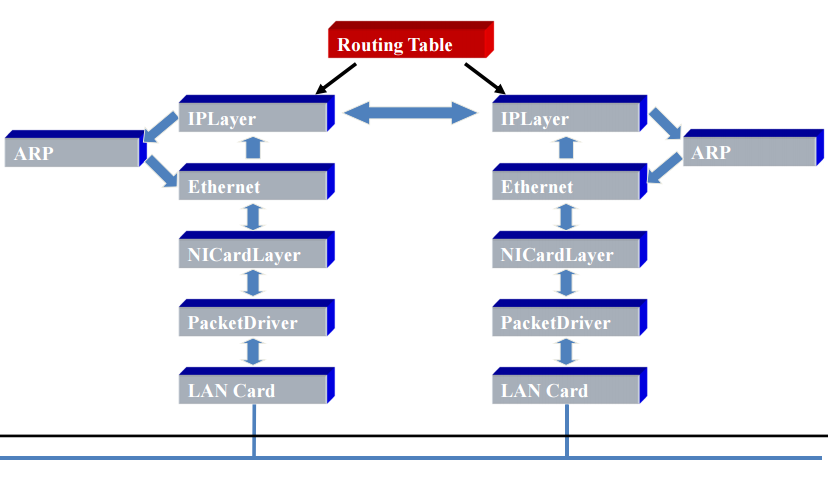 Routing Table
IPLayer
IPLayer
ARP
ARP
Ethernet
Ethernet
NICardLayer
NICardLayer
PacketDriver
PacketDriver
LAN Card
LAN Card